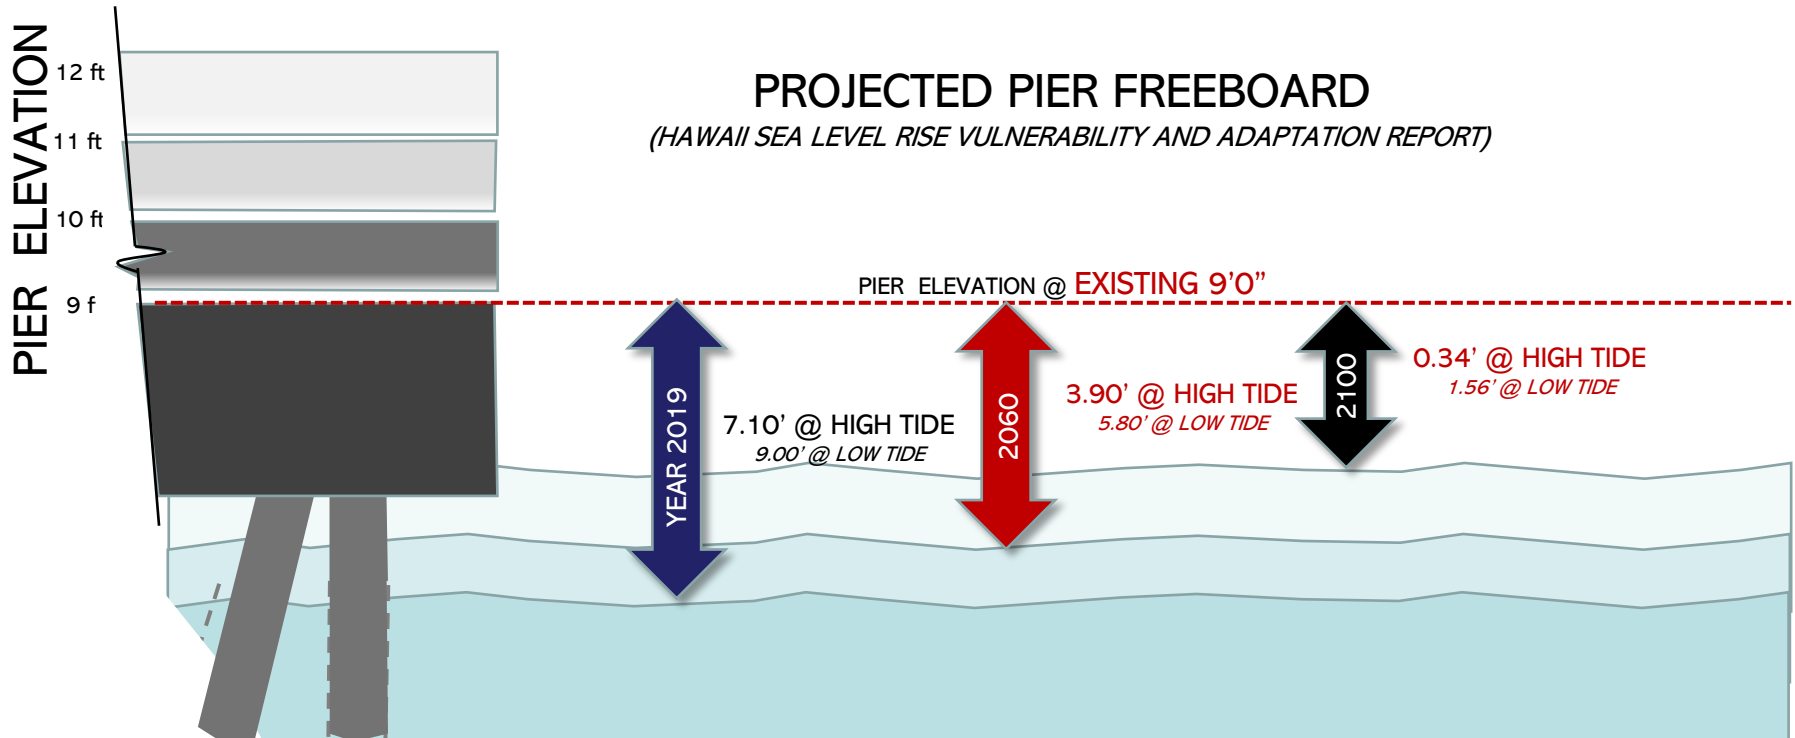 PROJECTED PIER FREEBOARD
(HAWAII SEA LEVEL RISE VULNERABILITY AND ADAPTATION REPORT)
PIER ELEVATION
12 ft
11 ft
10 ft
9 f
PIER ELEVATION @ EXISTING 9'0"
YEAR 2019
7.10' @ HIGH TIDE
9.00' @ LOW TIDE
2060
3.90' @ HIGH TIDE
5.80' @ LOW TIDE
2100
0.34' @ HIGH TIDE
1.56' @ LOW TIDE